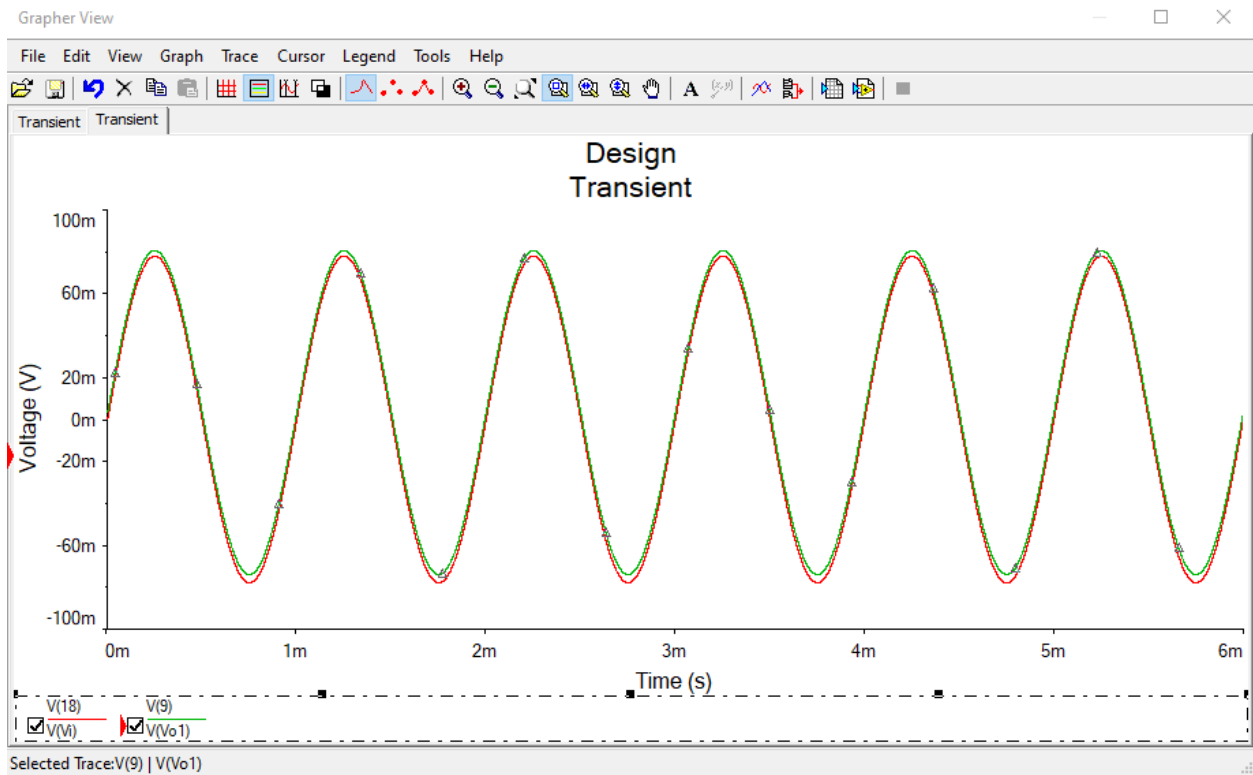 Grapher View
File Edit View Graph Trace Cursor Legend Tools Help
A (x,y)
Transient Transient
Design
Transient
100m
60m
20m
0m
-20m
-60m
-100m
Voltage (V)
0m 1m 2m 3m 4m 5m 6m
Time (s)
V(18) V(9)
V(Vi) V(Vo1)
Selected Trace:V(9) | V(Vo1)